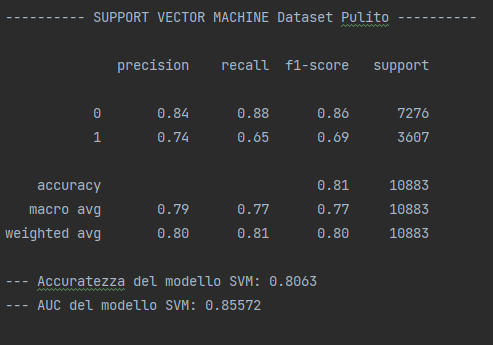 ---------- SUPPORT VECTOR MACHINE Dataset Pulito ----------
precision recall f1-score support
0 0.84 0.88 0.86 7276
1 0.74 0.65 0.69 3607
accuracy 0.81 10883
macro avg 0.79 0.77 0.77 10883
weighted avg 0.80 0.81 0.80 10883
--- Accuratezza del modello SVM: 0.8063
--- AUC del modello SVM: 0.85572